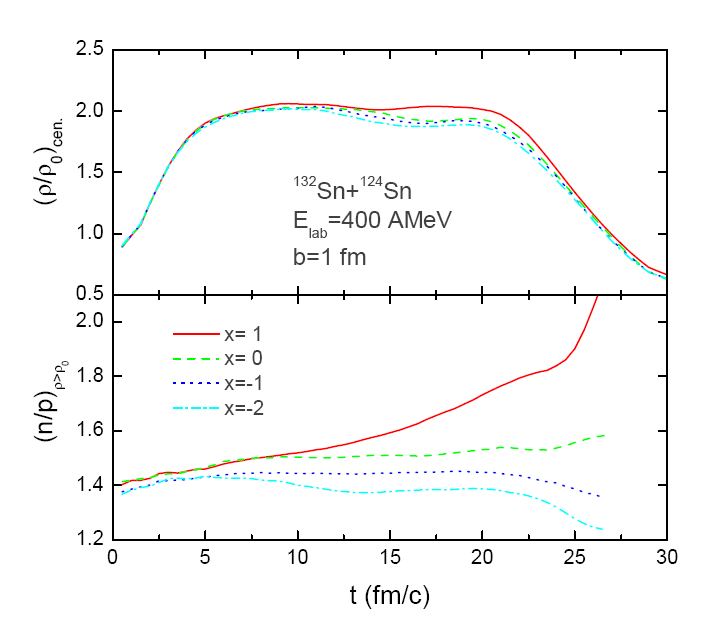 2.5
2.0
1.5
1.0
0.5
(ρ/ρ₀)cen.
¹³²Sn+¹²⁴Sn
Elab=400 AMeV
b=1 fm
2.0
1.8
1.6
1.4
1.2
(n/p)ρ>ρ₀
x= 1
x= 0
x=-1
x=-2
0 5 10 15 20 25 30
t (fm/c)